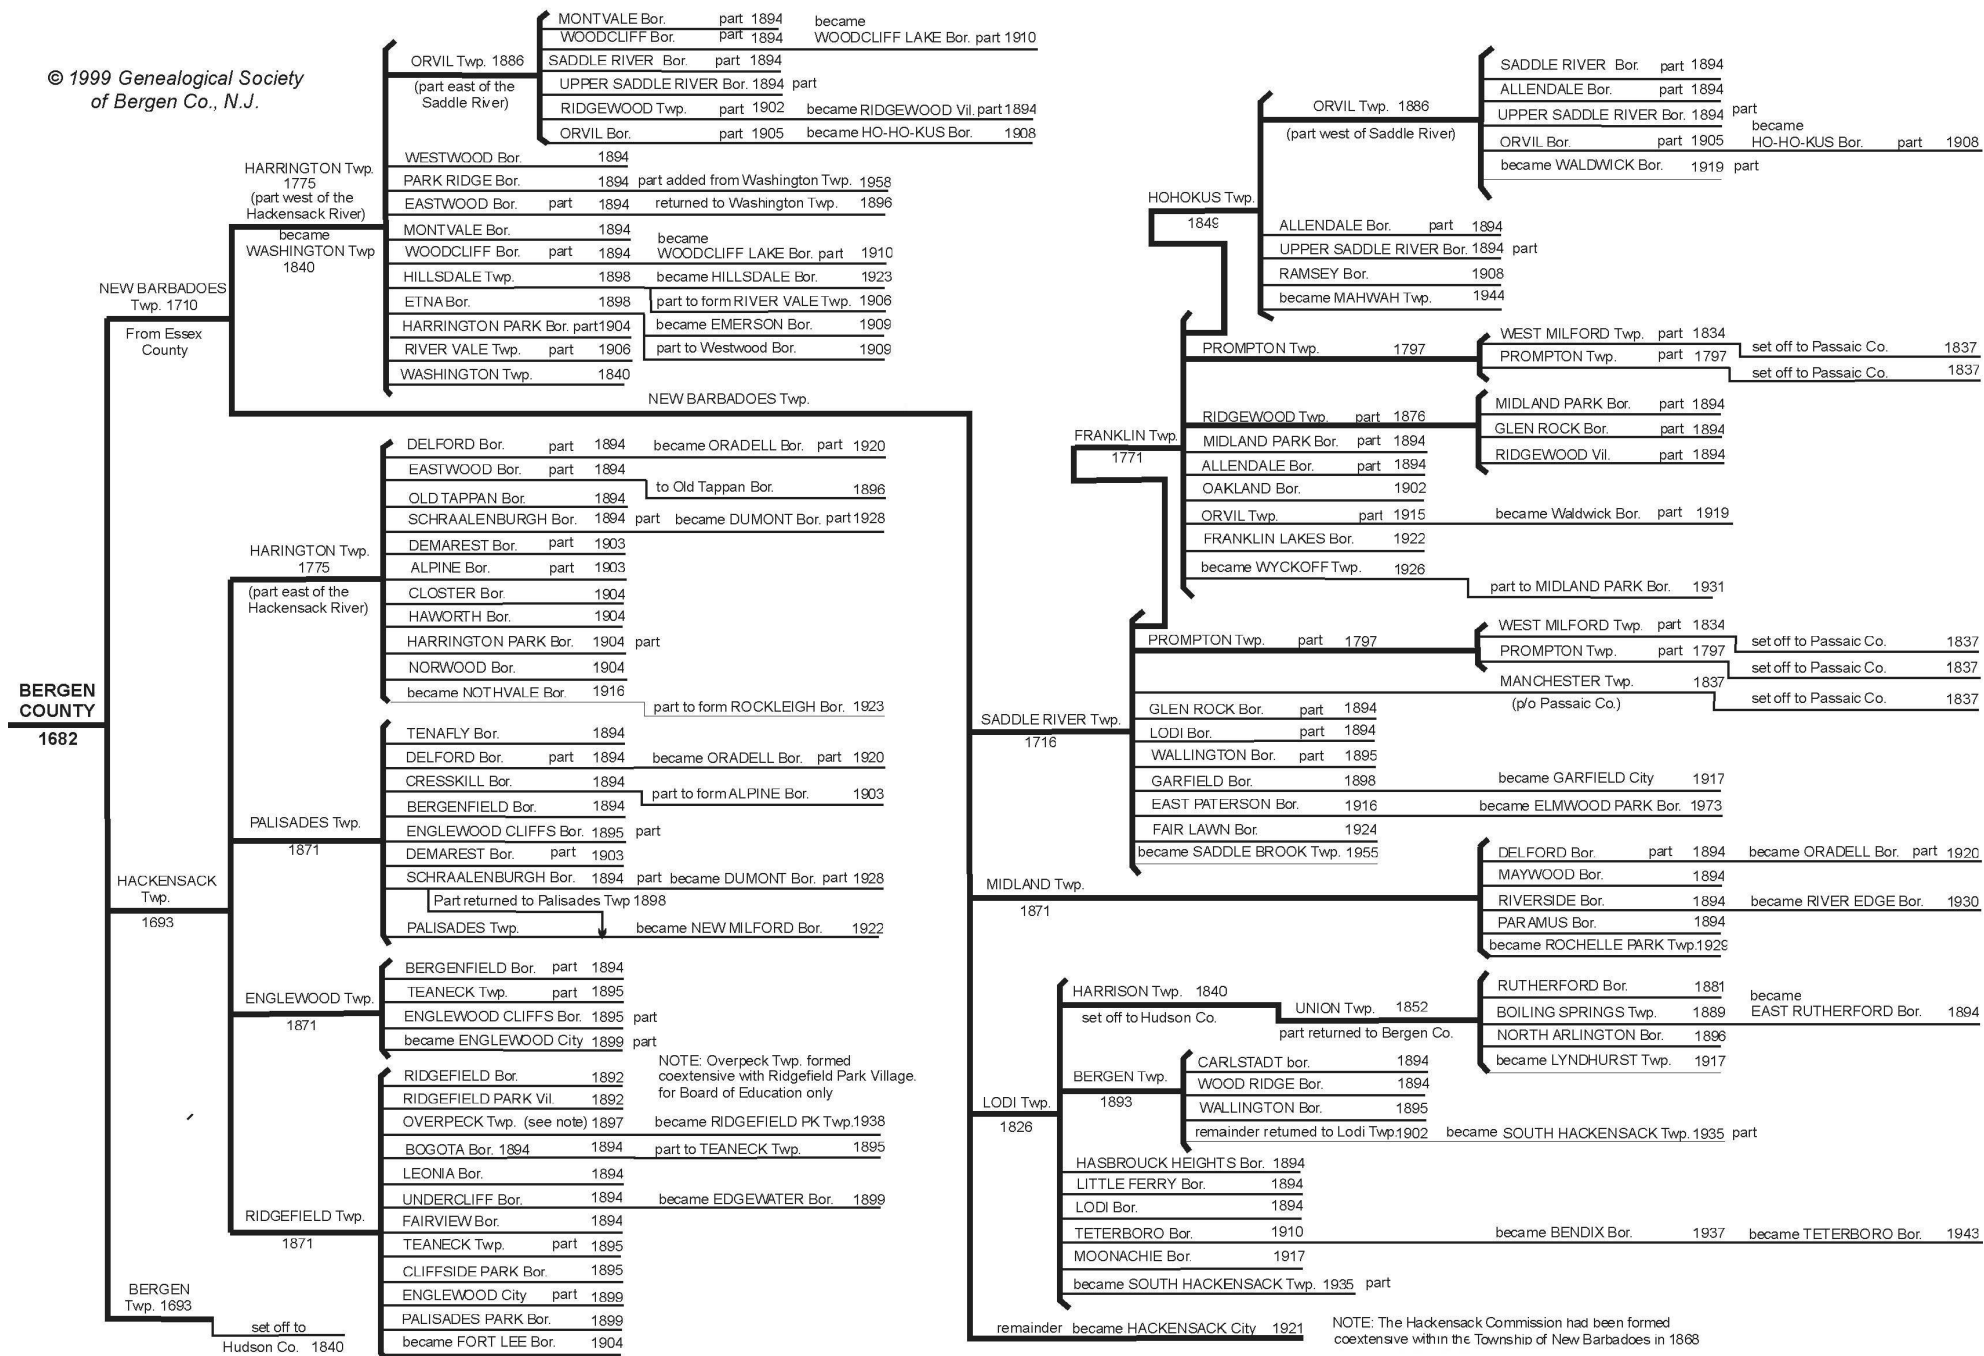 © 1999 Genealogical Society
of Bergen Co., N.J.
BERGEN
COUNTY
1682
NEW BARBADOES
Twp. 1710
From Essex
County
HARRINGTON Twp.
1775
(part west of the
Hackensack River)
became
WASHINGTON Twp
1840
ORVIL Twp. 1886
(part east of the
Saddle River)
MONTVALE Bor. part 1894
WOODCLIFF Bor. part 1894 became WOODCLIFF LAKE Bor. part 1910
SADDLE RIVER Bor. part 1894
UPPER SADDLE RIVER Bor. 1894 part
RIDGEWOOD Twp. part 1902 became RIDGEWOOD Vil. part 1894
ORVIL Bor. part 1905 became HO-HO-KUS Bor. 1908
WESTWOOD Bor. 1894
PARK RIDGE Bor. 1894 part added from Washington Twp. 1958
EASTWOOD Bor. part 1894 returned to Washington Twp. 1896
MONTVALE Bor. 1894
WOODCLIFF Bor. part 1894 became WOODCLIFF LAKE Bor. part 1910
HILLSDALE Twp. 1898 became HILLSDALE Bor. 1923
part to form RIVER VALE Twp. 1906
ETNA Bor. 1898
became EMERSON Bor. 1909
part to Westwood Bor. 1909
HARRINGTON PARK Bor. part 1904
RIVER VALE Twp. part 1906
WASHINGTON Twp. 1840
NEW BARBADOES Twp.
HACKENSACK
Twp.
1693
HARINGTON Twp.
1775
(part east of the
Hackensack River)
DELFORD Bor. part 1894 became ORADELL Bor. part 1920
EASTWOOD Bor. part 1894
to Old Tappan Bor. 1896
OLD TAPPAN Bor. 1894
SCHRAALENBURGH Bor. 1894 part became DUMONT Bor. part 1928
DEMAREST Bor. part 1903
ALPINE Bor. part 1903
CLOSTER Bor. 1904
HAWORTH Bor. 1904
HARRINGTON PARK Bor. 1904 part
NORWOOD Bor. 1904
became NOTHVALE Bor. 1916
part to form ROCKLEIGH Bor. 1923
PALISADES Twp.
1871
TENAFLY Bor. 1894
DELFORD Bor. part 1894 became ORADELL Bor. part 1920
CRESSKILL Bor. 1894
part to form ALPINE Bor. 1903
BERGENFIELD Bor. 1894
ENGLEWOOD CLIFFS Bor. 1895 part
DEMAREST Bor. part 1903
SCHRAALENBURGH Bor. 1894 part became DUMONT Bor. part 1928
Part returned to Palisades Twp 1898
PALISADES Twp. became NEW MILFORD Bor. 1922
ENGLEWOOD Twp.
1871
BERGENFIELD Bor. part 1894
TEANECK Twp. part 1895
ENGLEWOOD CLIFFS Bor. 1895 part
became ENGLEWOOD City 1899 part
NOTE: Overpeck Twp. formed
coextensive with Ridgefield Park Village.
for Board of Education only
RIDGEFIELD Twp.
1871
RIDGEFIELD Bor. 1892
RIDGEFIELD PARK Vil. 1892
OVERPECK Twp. (see note) 1897 became RIDGEFIELD PK Twp. 1938
BOGOTA Bor. 1894 1894 part to TEANECK Twp. 1895
LEONIA Bor. 1894
UNDERCLIFF Bor. 1894 became EDGEWATER Bor. 1899
FAIRVIEW Bor. 1894
TEANECK Twp. part 1895
CLIFFSIDE PARK Bor. 1895
ENGLEWOOD City part 1899
PALISADES PARK Bor. 1899
became FORT LEE Bor. 1904
BERGEN
Twp. 1693
set off to
Hudson Co. 1840
SADDLE RIVER Twp.
1716
FRANKLIN Twp.
1771
HOHOKUS Twp.
1849
ORVIL Twp. 1886
(part west of Saddle River)
SADDLE RIVER Bor. part 1894
ALLENDALE Bor. part 1894
UPPER SADDLE RIVER Bor. 1894 part
ORVIL Bor. part 1905 became HO-HO-KUS Bor. part 1908
became WALDWICK Bor. 1919 part
ALLENDALE Bor. part 1894
UPPER SADDLE RIVER Bor. 1894 part
RAMSEY Bor. 1908
became MAHWAH Twp. 1944
PROMPTON Twp. 1797
WEST MILFORD Twp. part 1834
set off to Passaic Co. 1837
PROMPTON Twp. part 1797
set off to Passaic Co. 1837
RIDGEWOOD Twp. part 1876
MIDLAND PARK Bor. part 1894
GLEN ROCK Bor. part 1894
RIDGEWOOD Vil. part 1894
MIDLAND PARK Bor. part 1894
ALLENDALE Bor. part 1894
OAKLAND Bor. 1902
ORVIL Twp. part 1915 became Waldwick Bor. part 1919
FRANKLIN LAKES Bor. 1922
became WYCKOFF Twp. 1926
part to MIDLAND PARK Bor. 1931
PROMPTON Twp. part 1797
WEST MILFORD Twp. part 1834
set off to Passaic Co. 1837
PROMPTON Twp. part 1797
set off to Passaic Co. 1837
MANCHESTER Twp. 1837
(p/o Passaic Co.)
set off to Passaic Co. 1837
GLEN ROCK Bor. part 1894
LODI Bor. part 1894
WALLINGTON Bor. part 1895
GARFIELD Bor. 1898 became GARFIELD City 1917
EAST PATERSON Bor. 1916 became ELMWOOD PARK Bor. 1973
FAIR LAWN Bor. 1924
became SADDLE BROOK Twp. 1955
MIDLAND Twp.
1871
DELFORD Bor. part 1894 became ORADELL Bor. part 1920
MAYWOOD Bor. 1894
RIVERSIDE Bor. 1894 became RIVER EDGE Bor. 1930
PARAMUS Bor. 1894
became ROCHELLE PARK Twp. 1929
LODI Twp.
1826
HARRISON Twp. 1840
set off to Hudson Co.
UNION Twp. 1852
part returned to Bergen Co.
RUTHERFORD Bor. 1881
BOILING SPRINGS Twp. 1889 became EAST RUTHERFORD Bor. 1894
NORTH ARLINGTON Bor. 1896
became LYNDHURST Twp. 1917
BERGEN Twp.
1893
CARLSTADT bor. 1894
WOOD RIDGE Bor. 1894
WALLINGTON Bor. 1895
remainder returned to Lodi Twp. 1902 became SOUTH HACKENSACK Twp. 1935 part
HASBROUCK HEIGHTS Bor. 1894
LITTLE FERRY Bor. 1894
LODI Bor. 1894
TETERBORO Bor. 1910 became BENDIX Bor. 1937 became TETERBORO Bor. 1943
MOONACHIE Bor. 1917
became SOUTH HACKENSACK Twp. 1935 part
remainder became HACKENSACK City 1921
NOTE: The Hackensack Commission had been formed
coextensive within the Township of New Barbadoes in 1868